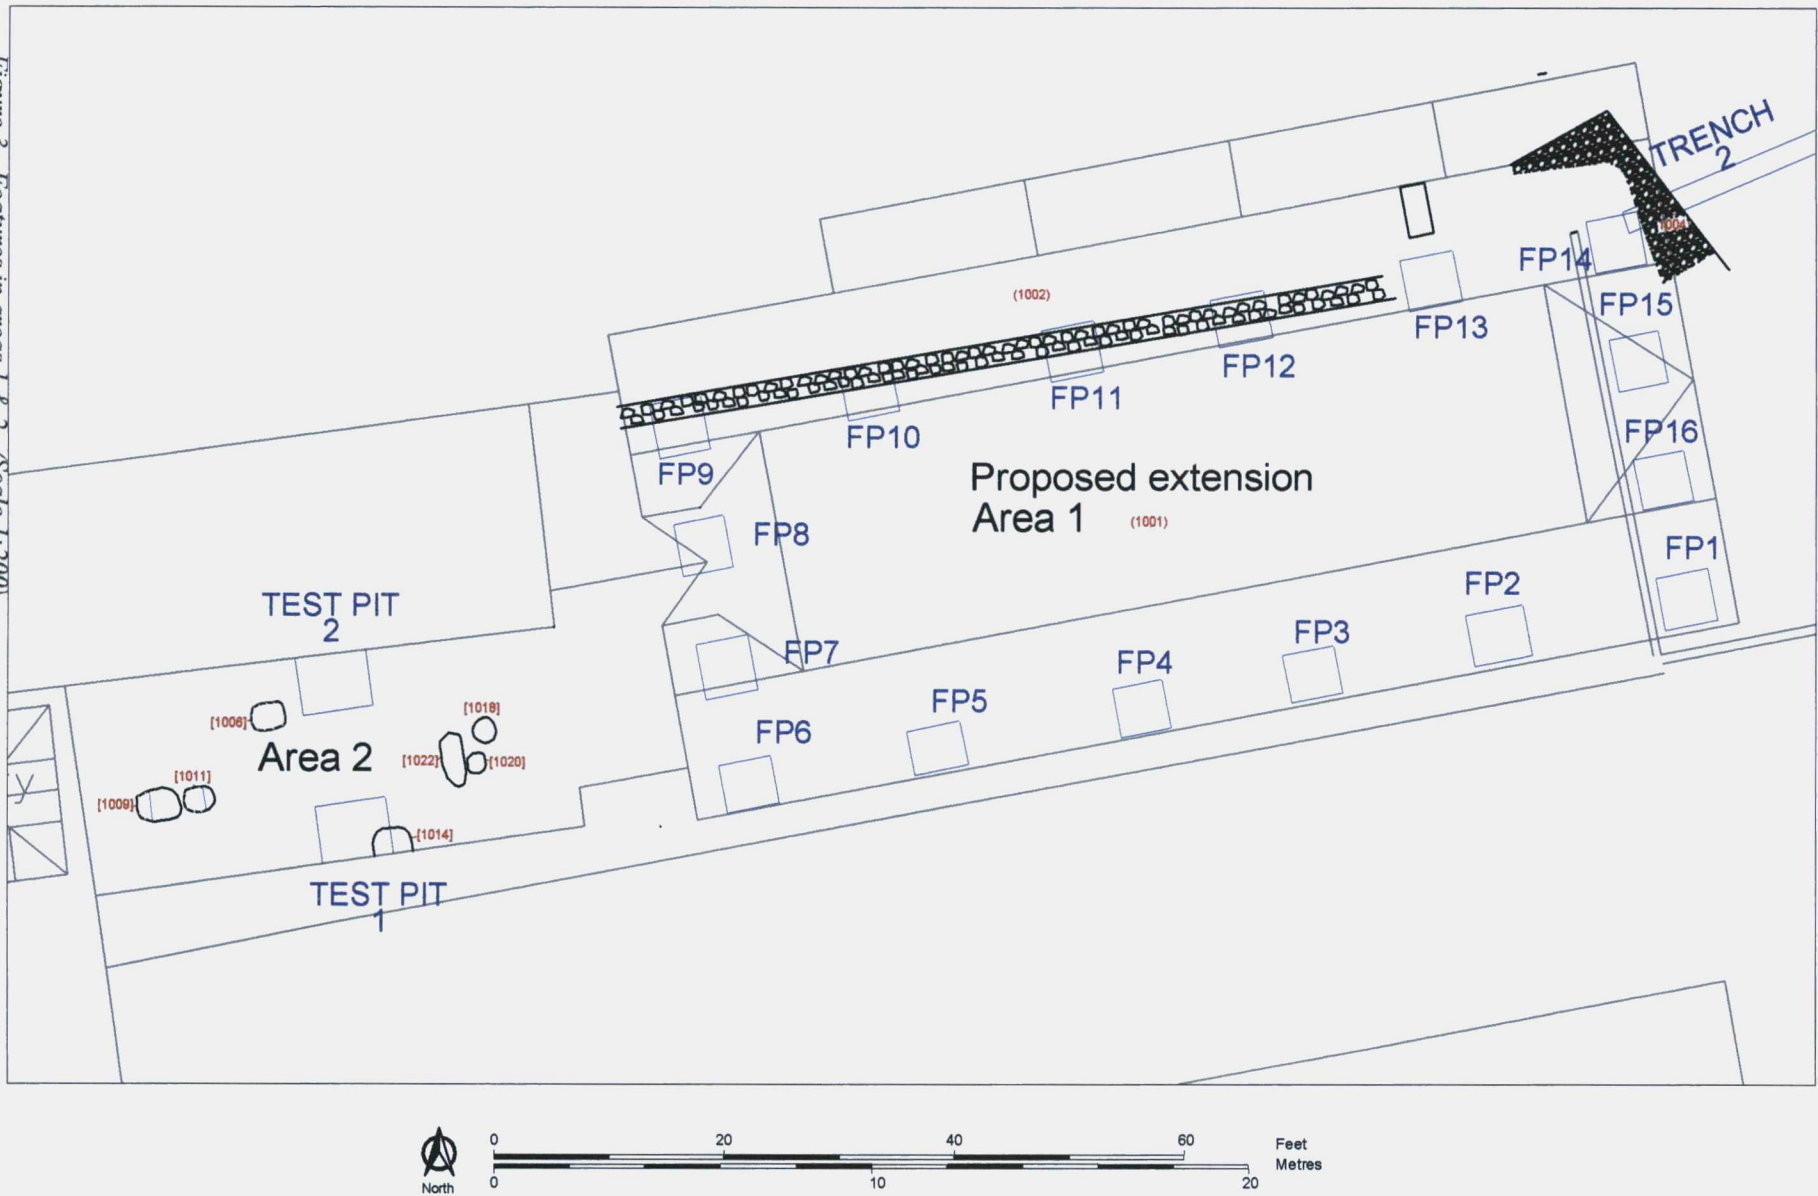 TRENCH
2
(1004)
FP14
(1002)
FP15
FP13
FP12
FP11
FP10
FP16
FP9
Proposed extension
Area 1 (1001)
FP8
FP1
FP2
TEST PIT
2
FP3
FP7
FP4
FP5
[1018]
[1006]
FP6
Area 2
[1022]
[1020]
[1011]
y
[1009]
[1014]
TEST PIT
1
0 20 40 60 Feet
Metres
North 0 10 20